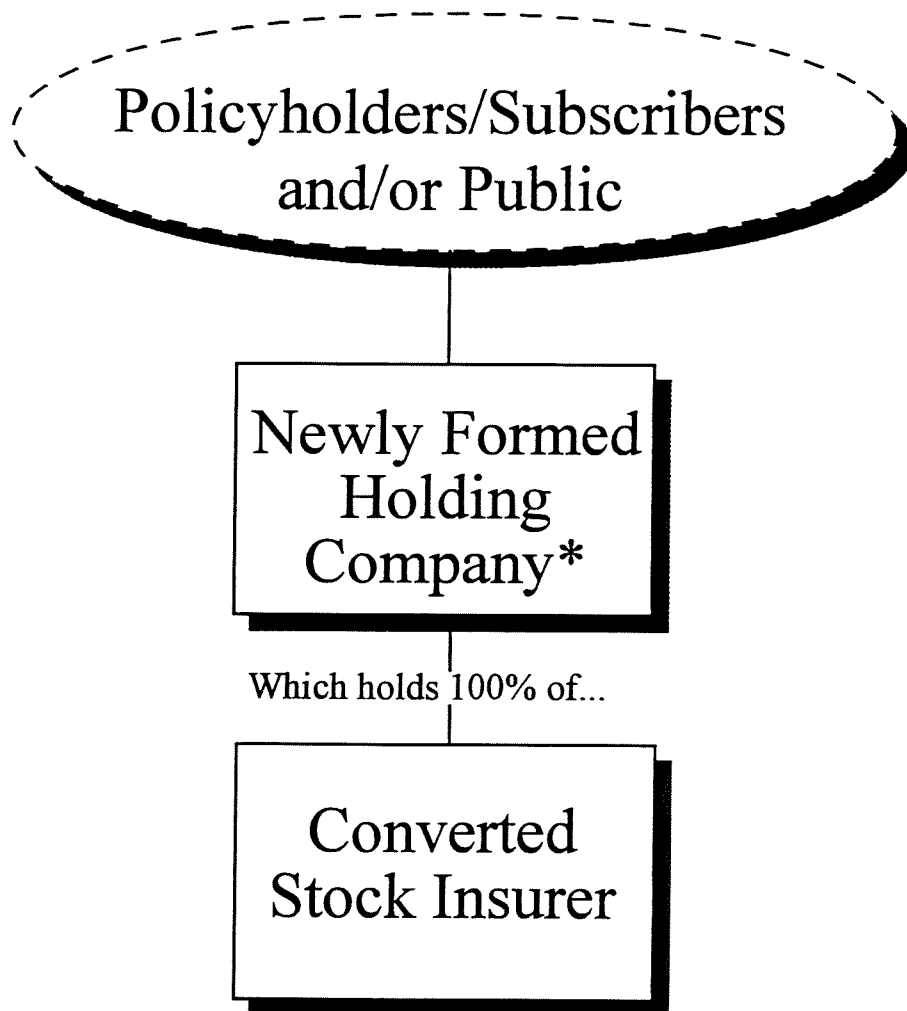 Policyholders/Subscribers
and/or Public
Newly Formed
Holding
Company*
Which holds 100% of...
Converted
Stock Insurer